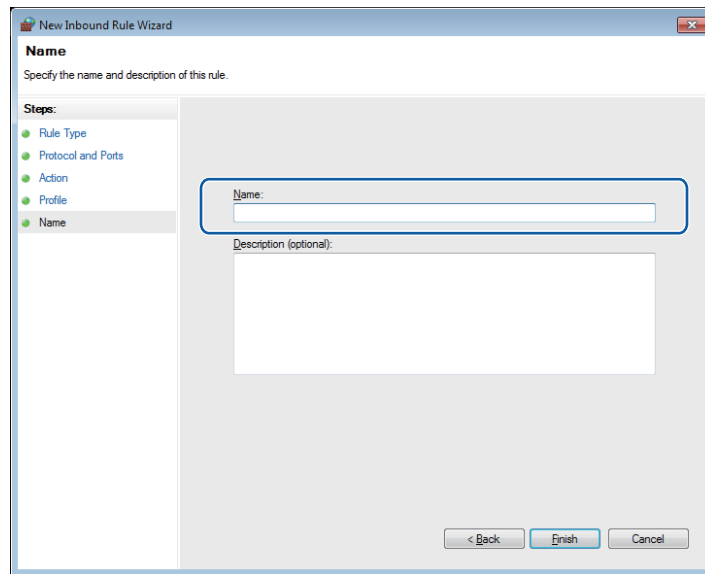 New Inbound Rule Wizard
Name
Specify the name and description of this rule.
Steps:
Rule Type
Protocol and Ports
Action
Profile
Name
Name:
Description (optional):
< Back
Finish
Cancel